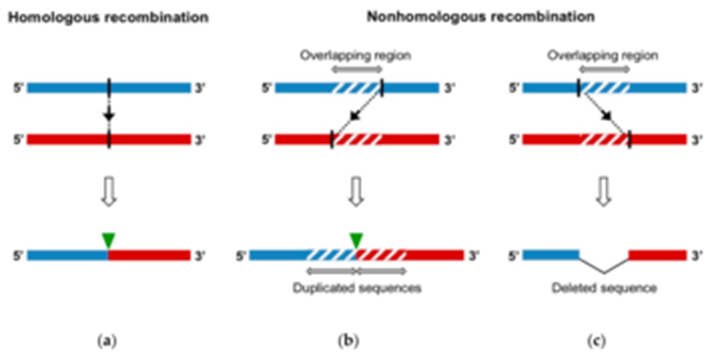 Homologous recombination
Nonhomologous recombination
Overlapping region
Overlapping region
5' 3' 5' 3' 5' 3'
5' 3' 5' 3' 5' 3'
5' 3' 5' 3' 5' 3'
Duplicated sequences
Deleted sequence
(a) (b) (c)